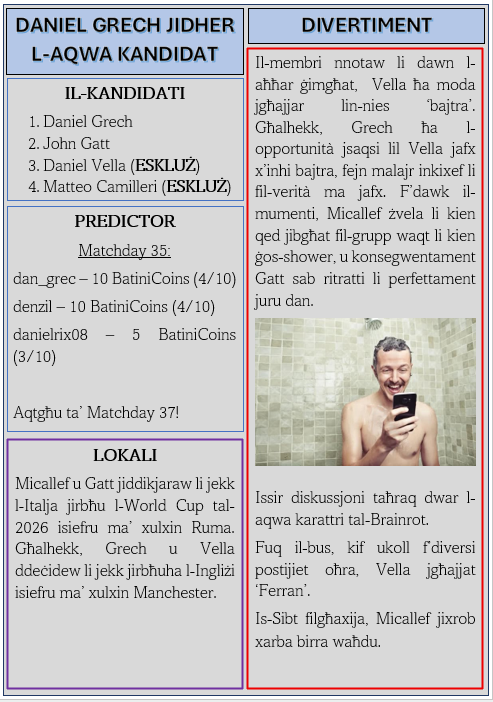 DANIEL GRECH JIDHER
L-AQWA KANDIDAT
IL-KANDIDATI
1. Daniel Grech
2. John Gatt
3. Daniel Vella (ESKLUŻ)
4. Matteo Camilleri (ESKLUŻ)
PREDICTOR
Matchday 35:
dan_grec – 10 BatiniCoins (4/10)
denzil – 10 BatiniCoins (4/10)
danielrix08 – 5 BatiniCoins
(3/10)
Aqtgħu ta’ Matchday 37!
LOKALI
Micallef u Gatt jiddikjaraw li jekk
l-Italja jirbħu l-World Cup tal-
2026 isiefru ma’ xulxin Ruma.
Għalhekk, Grech u Vella
ddeċidew li jekk jirbħuha l-Ingliżi
isiefru ma’ xulxin Manchester.
DIVERTIMENT
Il-membri nnotaw li dawn l-
aħħar ġimgħat, Vella ħa moda
jgħajjar lin-nies ‘bajtra’.
Għalhekk, Grech ħa l-
opportunità jsaqsi lil Vella jafx
x’inhi bajtra, fejn malajr inkixef li
fil-verità ma jafx. F’dawk il-
mumenti, Micallef żvela li kien
qed jibgħat fil-grupp waqt li kien
ġos-shower, u konsegwentament
Gatt sab ritratti li perfettament
juru dan.
Issir diskussjoni taħraq dwar l-
aqwa karattri tal-Brainrot.
Fuq il-bus, kif ukoll f’diversi
postijiet oħra, Vella jgħajjat
‘Ferran’.
Is-Sibt filgħaxija, Micallef jixrob
xarba birra waħdu.